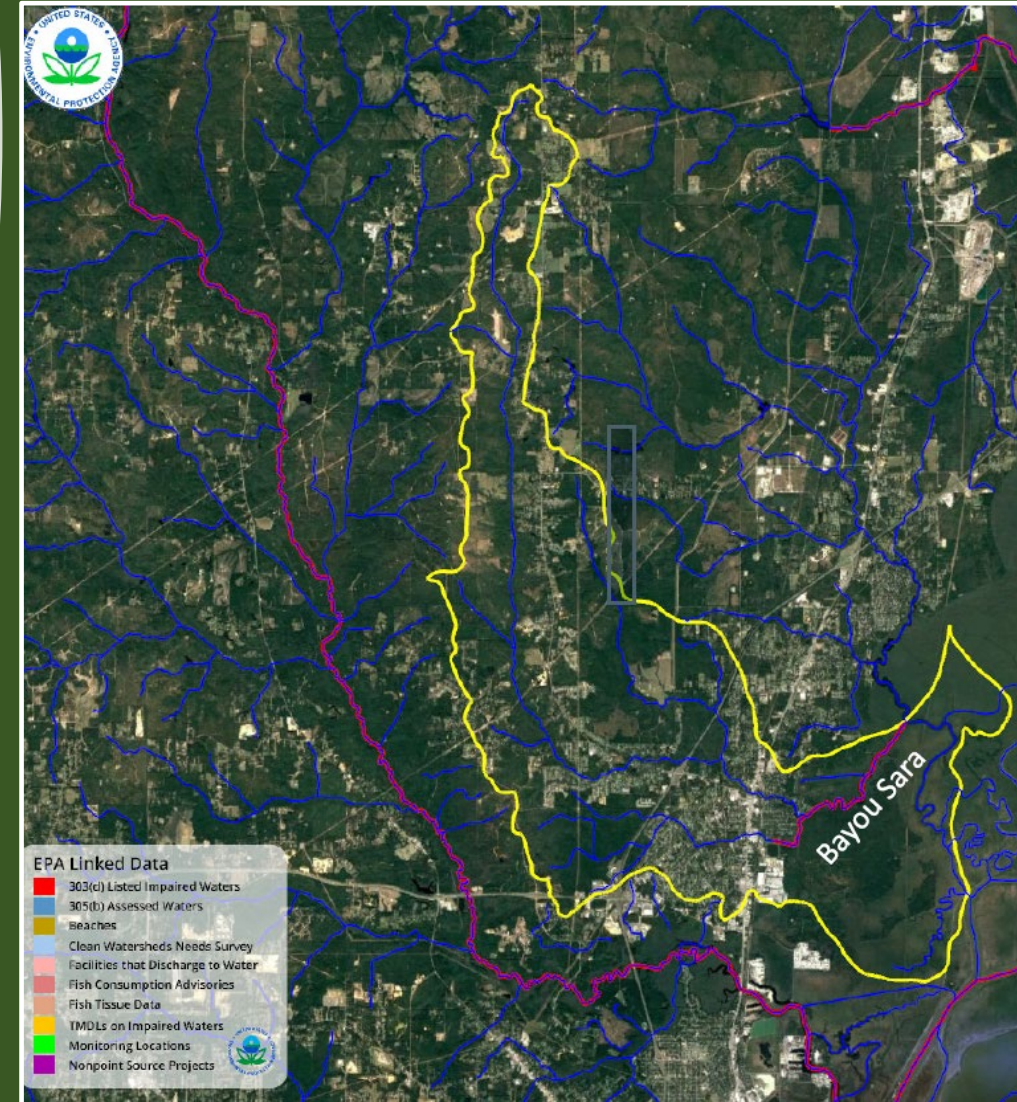 UNITED STATES
ENVIRONMENTAL PROTECTION AGENCY
Bayou Sara
EPA Linked Data
303(d) Listed Impaired Waters
305(b) Assessed Waters
Beaches
Clean Watersheds Needs Survey
Facilities that Discharge to Water
Fish Consumption Advisories
Fish Tissue Data
TMDLs on Impaired Waters
Monitoring Locations
Nonpoint Source Projects